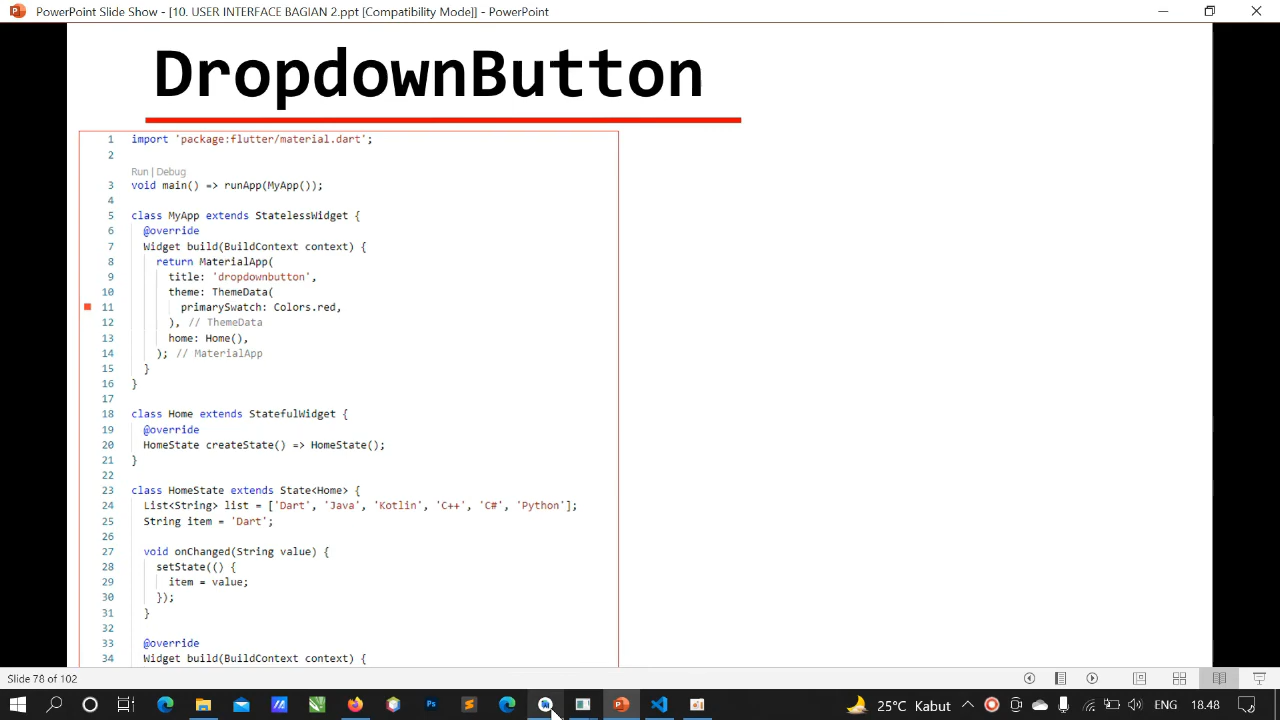 PowerPoint Slide Show - [10. USER INTERFACE BAGIAN 2.ppt [Compatibility Mode]] - PowerPoint
DropdownButton
1 import 'package:flutter/material.dart';
2
Run | Debug
3 void main() => runApp(MyApp());
4
5 class MyApp extends StatelessWidget {
6 @override
7 Widget build(BuildContext context) {
8 return MaterialApp(
9 title: 'dropdownbutton',
10 theme: ThemeData(
11 primarySwatch: Colors.red,
12 ), // ThemeData
13 home: Home(),
14 ); // MaterialApp
15 }
16 }
17
18 class Home extends StatefulWidget {
19 @override
20 HomeState createState() => HomeState();
21 }
22
23 class HomeState extends State<Home> {
24 List<String> list = ['Dart', 'Java', 'Kotlin', 'C++', 'C#', 'Python'];
25 String item = 'Dart';
26
27 void onChanged(String value) {
28 setState(() {
29 item = value;
30 });
31 }
32
33 @override
34 Widget build(BuildContext context) {
Slide 78 of 102
Ps
25°C Kabut
ENG
18.48